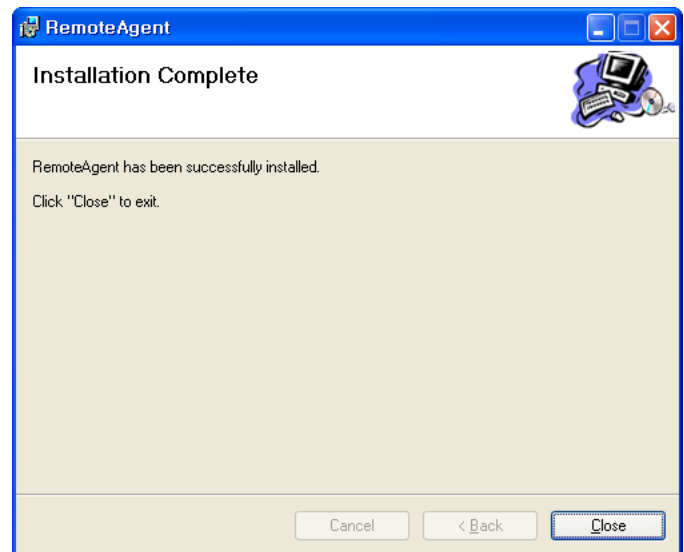 RemoteAgent
Installation Complete
RemoteAgent has been successfully installed.
Click "Close" to exit.
Cancel
< Back
Close